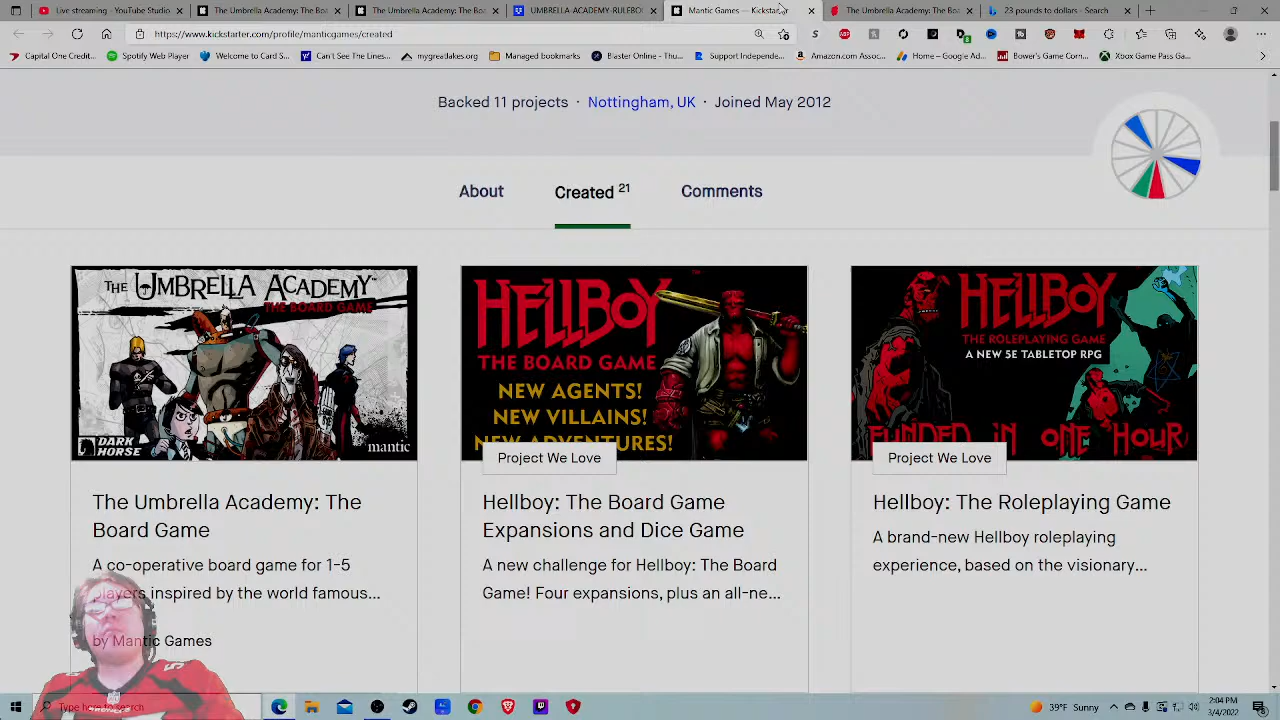 Live streaming - YouTube Studio
The Umbrella Academy: The Boa
The Umbrella Academy: The Boa
UMBRELLA-ACADEMY-RULEBO
Mantic Games — Kicksta
The Umbrella Academy: The Boa
23 pounds to dollars - Search
https://www.kickstarter.com/profile/manticgames/created
Capital One Credit...
Spotify Web Player
Welcome to Card S...
Can't See The Lines...
mygreatlakes.org
Managed bookmarks
Blaster Online - Thu...
Support Independe...
Amazon.com Assoc...
Home – Google Ad...
Bower's Game Corn...
Xbox Game Pass Ga...
Backed 11 projects · Nottingham, UK · Joined May 2012
About
Created 21
Comments
THE UMBRELLA ACADEMY
THE BOARD GAME
DARK HORSE
mantic
HELLBOY
THE BOARD GAME
NEW AGENTS!
NEW VILLAINS!
NEW ADVENTURES!
Project We Love
HELLBOY
THE ROLEPLAYING GAME
A NEW 5E TABLETOP RPG
FUNDED IN ONE HOUR
Project We Love
The Umbrella Academy: The
Board Game
A co-operative board game for 1-5
players inspired by the world famous...
by Mantic Games
Hellboy: The Board Game
Expansions and Dice Game
A new challenge for Hellboy: The Board
Game! Four expansions, plus an all-ne...
Hellboy: The Roleplaying Game
A brand-new Hellboy roleplaying
experience, based on the visionary...
Type here to search
39°F Sunny
2:04 PM
3/4/2022